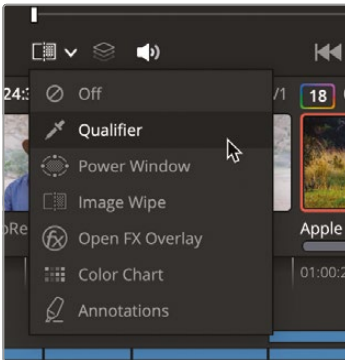 24:3
Off
/1
18
Qualifier
Power Window
Image Wipe
Open FX Overlay
Apple
Color Chart
01:00:2
Annotations